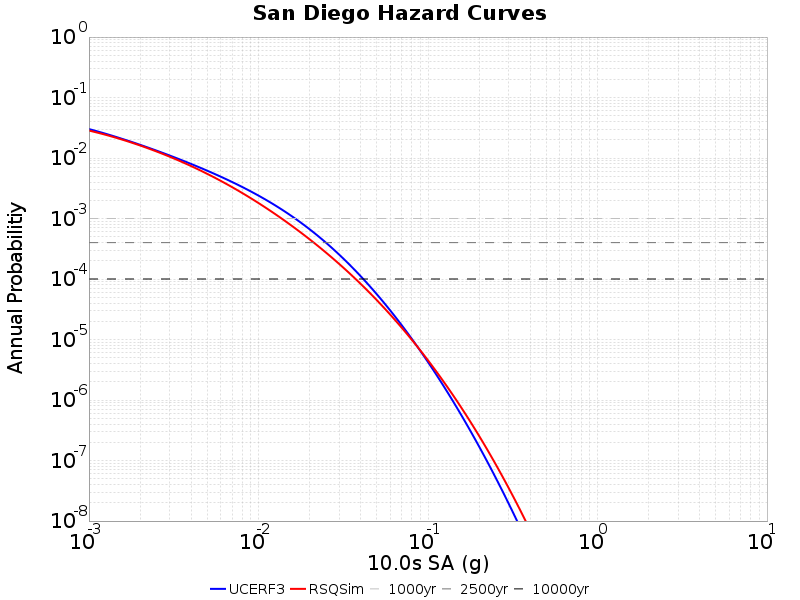 San Diego Hazard Curves
Annual Probabilitiy
10^0
10^-1
10^-2
10^-3
10^-4
10^-5
10^-6
10^-7
10^-8
10^-3 10^-2 10^-1 10^0 10^1
10.0s SA (g)
UCERF3 RSQSim 1000yr 2500yr 10000yr